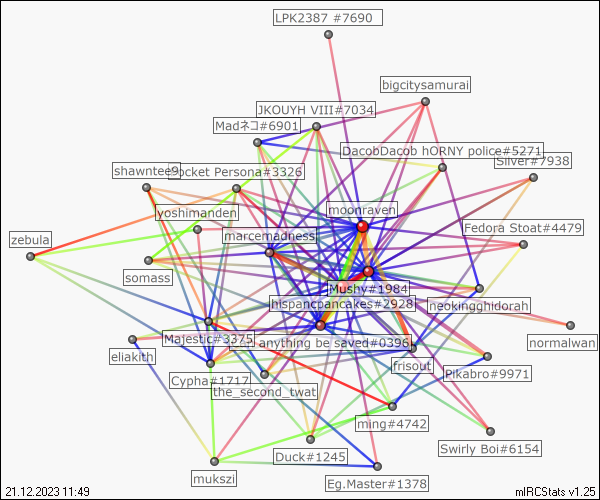 LPK2387 #7690
bigcitysamurai
JKOUYH VIII#7034
Madネコ#6901
DacobDacob hORNY police#5271
Silver#7938
shawntee9
ocket Persona#3326
moonraven
yoshimanden
Fedora Stoat#4479
marcemadness
zebula
somass
Mushy#1984
hispancpancakes#2928
neokingghidorah
Majestic#3375
anything be saved#0396
normalwan
eliakith
frisout
Pikabro#9971
Cypha#1717
the_second_twat
ming#4742
Swirly Boi#6154
Duck#1245
mukszi
Eg.Master#1378
21.12.2023 11:49
mIRCStats v1.25